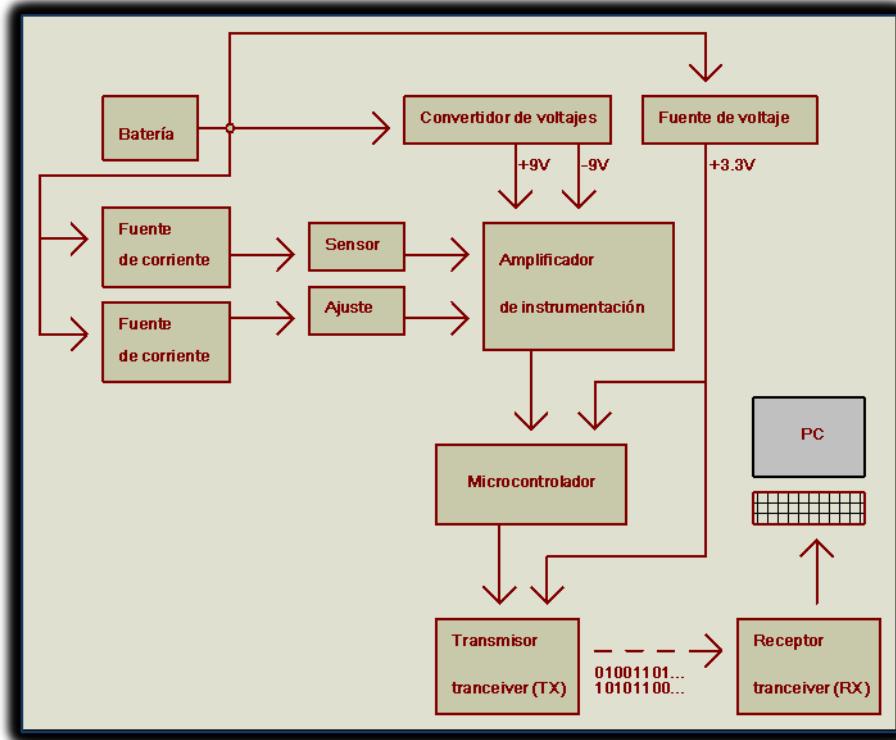 Batería
Convertidor de voltajes
Fuente de voltaje
+9V
-9V
+3.3V
Fuente
de corriente
Sensor
Amplificador
de instrumentación
Fuente
de corriente
Ajuste
PC
Microcontrolador
Transmisor
tranceiver (TX)
01001101...
10101100...
Receptor
tranceiver (RX)